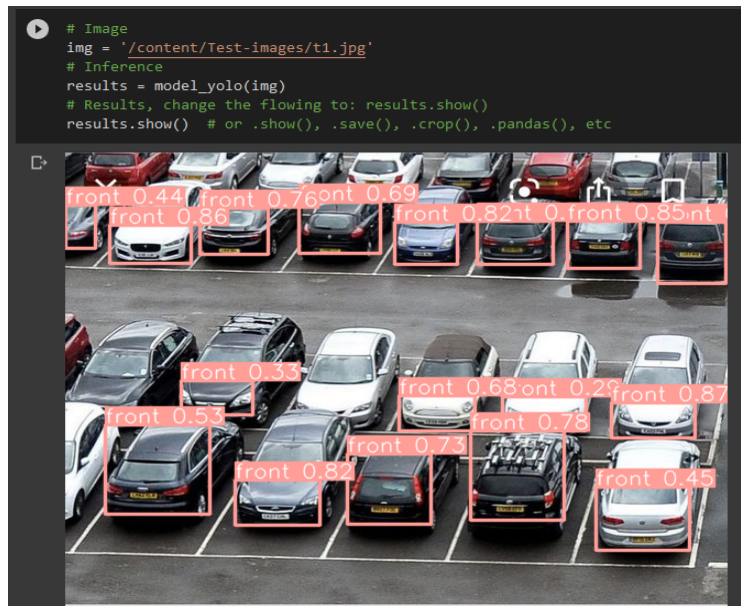 # Image
img = '/content/Test-images/t1.jpg'
# Inference
results = model_yolo(img)
# Results, change the flowing to: results.show()
results.show()  # or .show(), .save(), .crop(), .pandas(), etc
front 0.44
front 0.76
ont 0.69
front 0.86
front 0.82
nt 0.
front 0.85
nt
front 0.33
front 0.68
ont 0.29
front 0.87
front 0.53
front 0.78
front 0.73
front 0.82
front 0.45